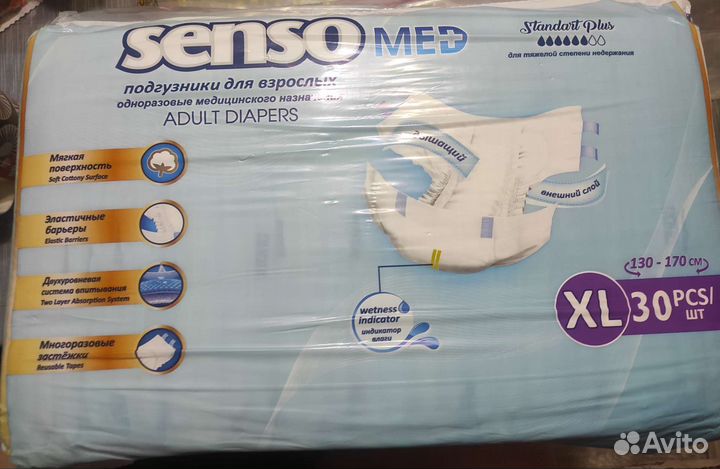 senso MED
Standart Plus
для тяжелой степени недержания
подгузники для взрослых
одноразовые медицинского назначения
ADULT DIAPERS
Мягкая
поверхность
Soft Cottony Surface
Эластичные
барьеры
Elastic Barriers
Двухуровневая
система впитывания
Two Layer Absorption System
Многоразовые
застёжки
Reusable Tapes
внешний слой
wetness
indicator
индикатор
влаги
130 - 170 СМ
XL 30 PCS/
ШТ
Avito